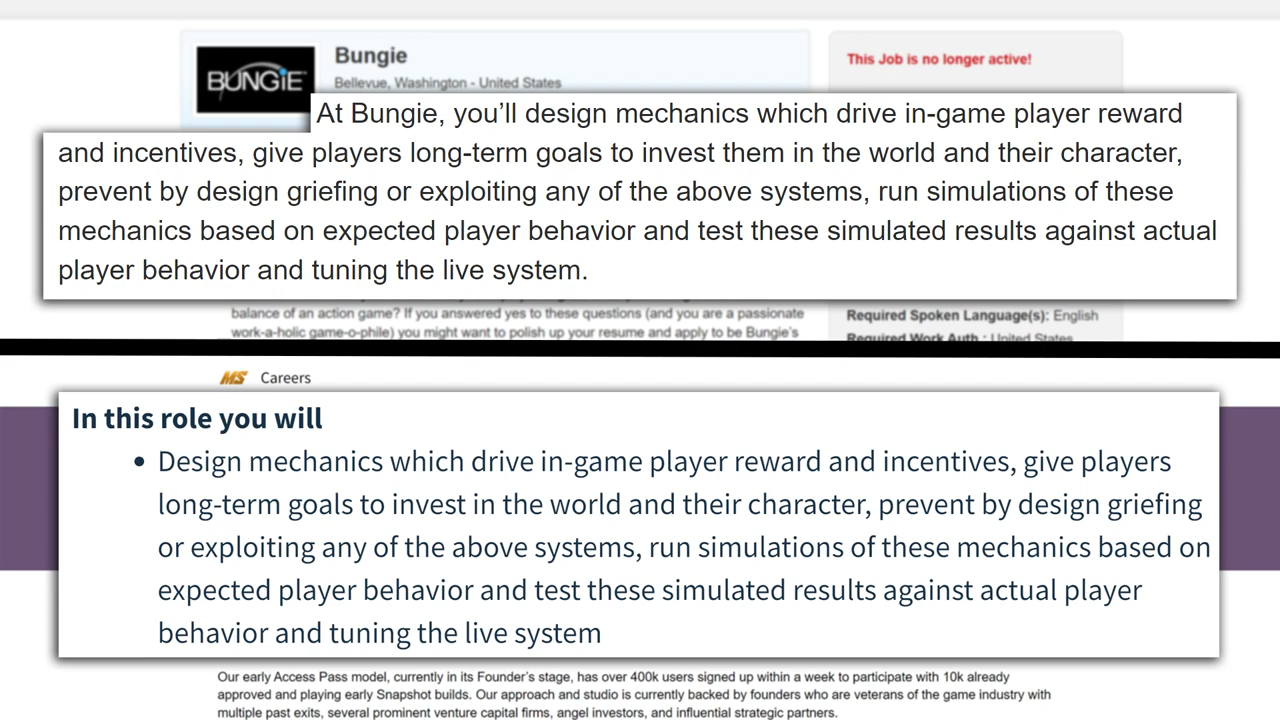 BUNGiE
Bungie
Bellevue, Washington - United States
This Job is no longer active!
At Bungie, you'll design mechanics which drive in-game player reward
and incentives, give players long-term goals to invest them in the world and their character,
prevent by design griefing or exploiting any of the above systems, run simulations of these
mechanics based on expected player behavior and test these simulated results against actual
player behavior and tuning the live system.
balance of an action game? If you answered yes to these questions (and you are a passionate
work-a-holic game-o-phile) you might want to polish up your resume and apply to be Bungie's
Required Spoken Language(s): English
Required Work Auth.: United States
MS Careers
In this role you will
• Design mechanics which drive in-game player reward and incentives, give players
long-term goals to invest in the world and their character, prevent by design griefing
or exploiting any of the above systems, run simulations of these mechanics based on
expected player behavior and test these simulated results against actual player
behavior and tuning the live system
Our early Access Pass model, currently in its Founder's stage, has over 400k users signed up within a week to participate with 10k already
approved and playing early Snapshot builds. Our approach and studio is currently backed by founders who are veterans of the game industry with
multiple past exits, several prominent venture capital firms, angel investors, and influential strategic partners.